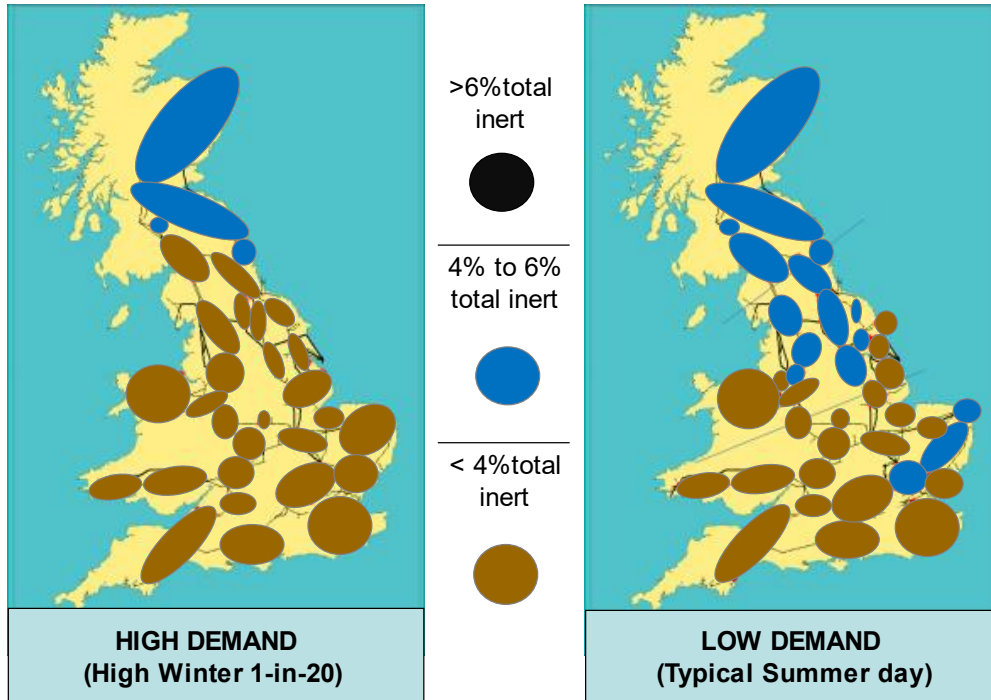 >6%total
inert
4% to 6%
total inert
< 4%total
inert
HIGH DEMAND
(High Winter 1-in-20)
LOW DEMAND
(Typical Summer day)